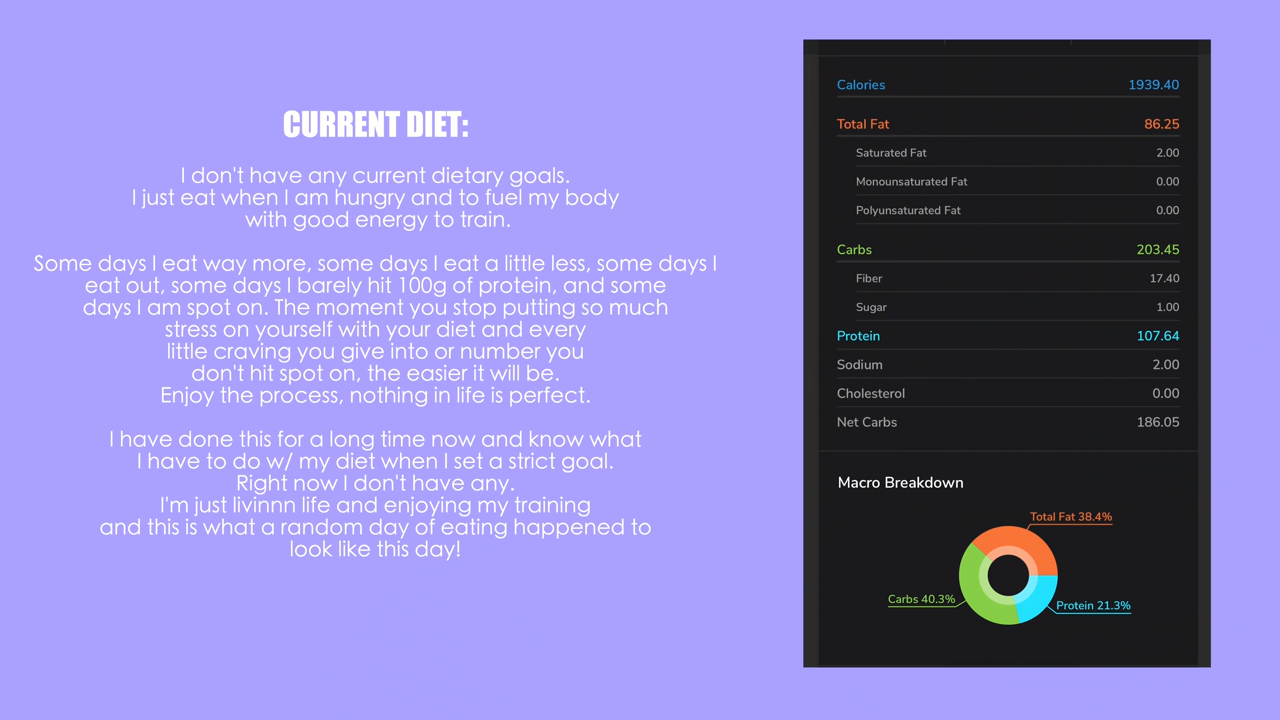 CURRENT DIET:
I don't have any current dietary goals.
I just eat when I am hungry and to fuel my body
with good energy to train.
Some days I eat way more, some days I eat a little less, some days I
eat out, some days I barely hit 100g of protein, and some
days I am spot on. The moment you stop putting so much
stress on yourself with your diet and every
little craving you give into or number you
don't hit spot on, the easier it will be.
Enjoy the process, nothing in life is perfect.
I have done this for a long time now and know what
I have to do w/ my diet when I set a strict goal.
Right now I don't have any.
I'm just livinnn life and enjoying my training
and this is what a random day of eating happened to
look like this day!
Calories 1939.40
Total Fat 86.25
Saturated Fat 2.00
Monounsaturated Fat 0.00
Polyunsaturated Fat 0.00
Carbs 203.45
Fiber 17.40
Sugar 1.00
Protein 107.64
Sodium 2.00
Cholesterol 0.00
Net Carbs 186.05
Macro Breakdown
Total Fat 38.4%
Carbs 40.3%
Protein 21.3%